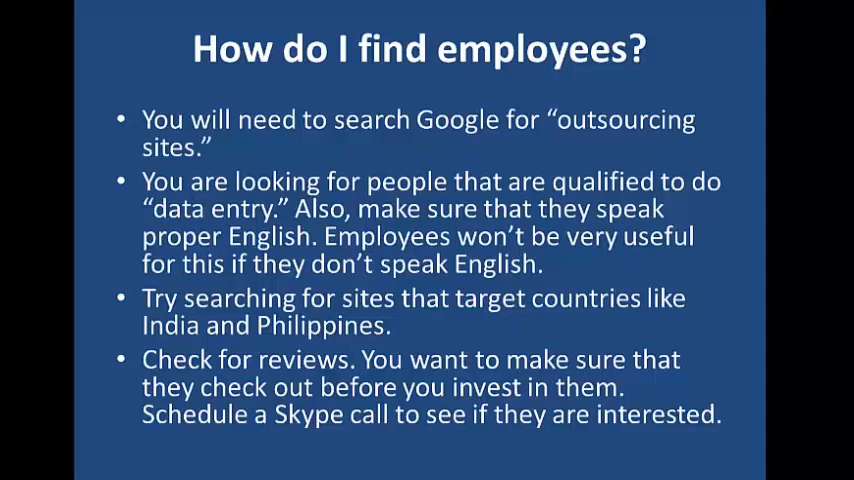 How do I find employees?
• You will need to search Google for “outsourcing
sites.”
• You are looking for people that are qualified to do
“data entry.” Also, make sure that they speak
proper English. Employees won’t be very useful
for this if they don’t speak English.
• Try searching for sites that target countries like
India and Philippines.
• Check for reviews. You want to make sure that
they check out before you invest in them.
Schedule a Skype call to see if they are interested.